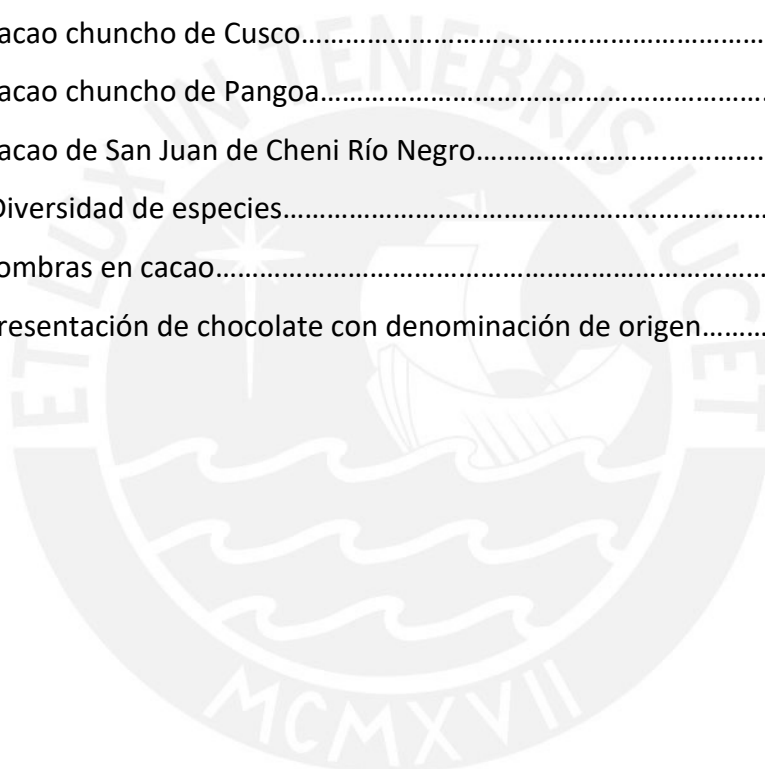 acao chuncho de Cusco……………………………………………………
acao chuncho de Pangoa…………………………………………………
acao de San Juan de Cheni Río Negro….…………………….……….
Diversidad de especies………………………………………………………
ombras en cacao………………………………………………………………
resentación de chocolate con denominación de origen………
ET LUX IN TENEBRIS LUCET
MCMXVII